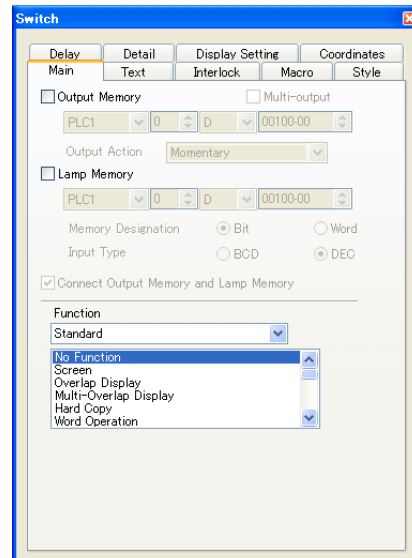 Switch
Delay Detail Display Setting Coordinates
Main Text Interlock Macro Style
Output Memory Multi-output
PLC1 0 D 00100-00
Output Action Momentary
Lamp Memory
PLC1 0 D 00100-00
Memory Designation Bit Word
Input Type BCD DEC
Connect Output Memory and Lamp Memory
Function
Standard
No Function
Screen
Overlap Display
Multi-Overlap Display
Hard Copy
Word Operation